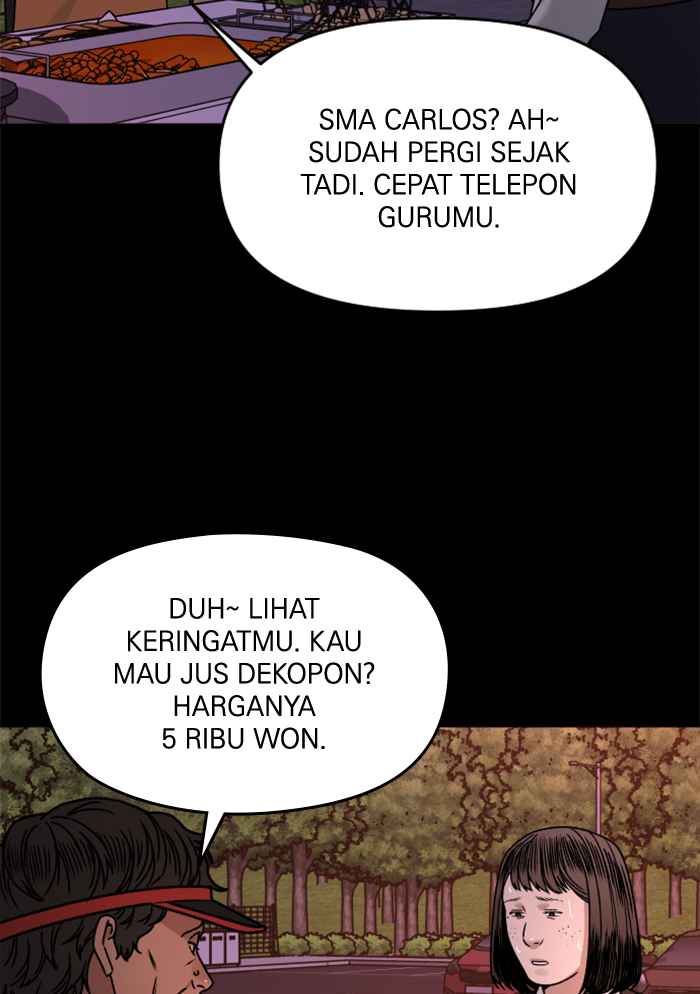 SMA CARLOS? AH~
SUDAH PERGI SEJAK
TADI. CEPAT TELEPON
GURUMU.
DUH~ LIHAT
KERINGATMU. KAU
MAU JUS DEKOPON?
HARGANYA
5 RIBU WON.